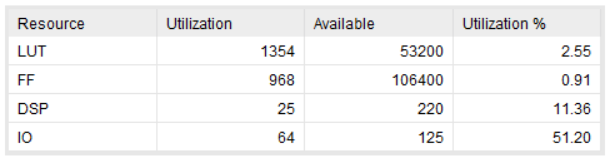 Resource Utilization Available Utilization %
LUT 1354 53200 2.55
FF 968 106400 0.91
DSP 25 220 11.36
IO 64 125 51.20